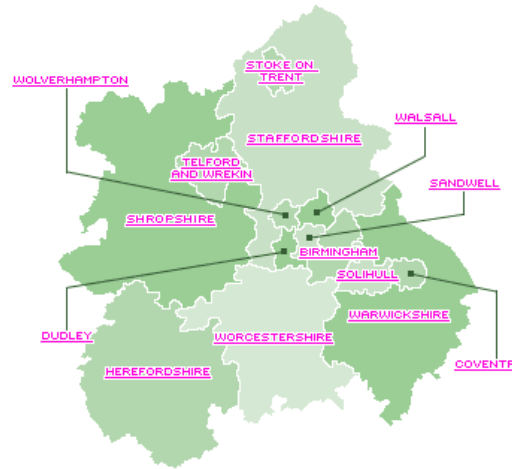 STOKE ON
TRENT
WOLVERHAMPTON
WALSALL
STAFFORDSHIRE
TELFORD
AND WREKIN
SANDWELL
SHROPSHIRE
BIRMINGHAM
SOLIHULL
WARWICKSHIRE
DUDLEY
WORCESTERSHIRE
COVENTR
HEREFORDSHIRE